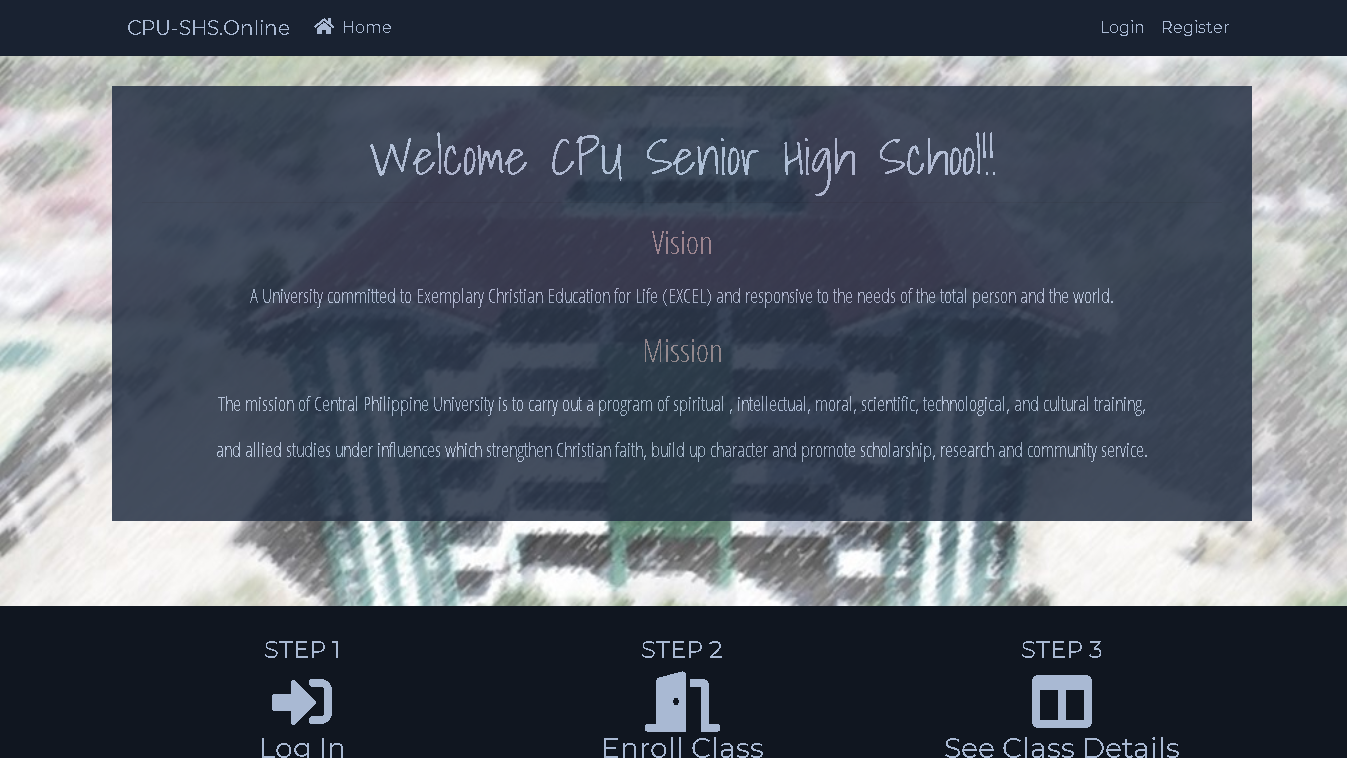 CPU-SHS.Online Home Login Register
Welcome CPU Senior High School!!
Vision
A University committed to Exemplary Christian Education for Life (EXCEL) and responsive to the needs of the total person and the world.
Mission
The mission of Central Philippine University is to carry out a program of spiritual , intellectual, moral, scientific, technological, and cultural training,
and allied studies under influences which strengthen Christian faith, build up character and promote scholarship, research and community service.
STEP 1 STEP 2 STEP 3
Log In Enroll Class See Class Details